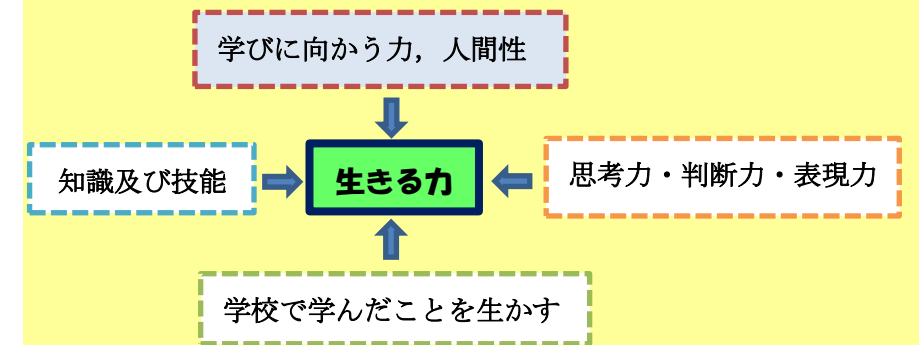 学びに向かう力，人間性
知識及び技能
生きる力
思考力・判断力・表現力
学校で学んだことを生かす